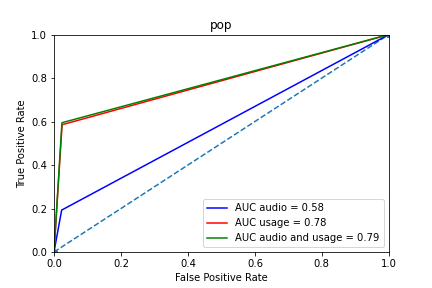 pop
1.0
0.8
0.6
0.4
0.2
0.0
True Positive Rate
AUC audio = 0.58
AUC usage = 0.78
AUC audio and usage = 0.79
0.0 0.2 0.4 0.6 0.8 1.0
False Positive Rate